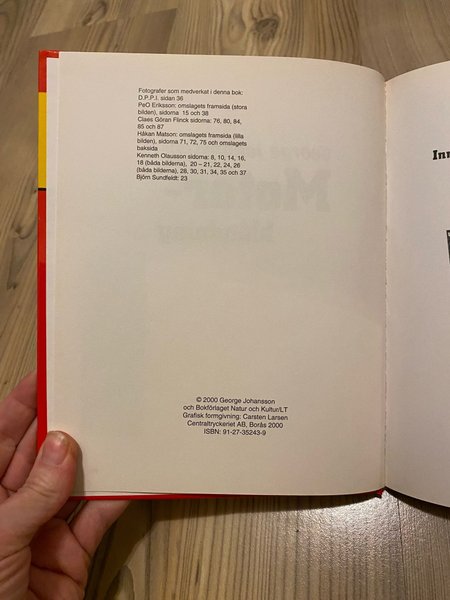 Fotografer som medverkat i denna bok:
D.P.P.I. sidan 36
PeO Eriksson: omslagets framsida (stora
bilden), sidorna 15 och 38
Claes Göran Flinck sidorna: 76, 80, 84,
85 och 87
Håkan Matson: omslagets framsida (lilla
bilden), sidorna 71, 72, 75 och omslagets
baksida
Kenneth Olausson sidorna: 8, 10, 14, 16,
18 (båda bilderna), 20 – 21, 22, 24, 26
(båda bilderna), 28, 30, 31, 34, 35 och 37
Björn Sundfeldt: 23
© 2000 George Johansson
och Bokförlaget Natur och Kultur/LT
Grafisk formgivning: Carsten Larsen
Centraltryckeriet AB, Borås 2000
ISBN: 91-27-35243-9